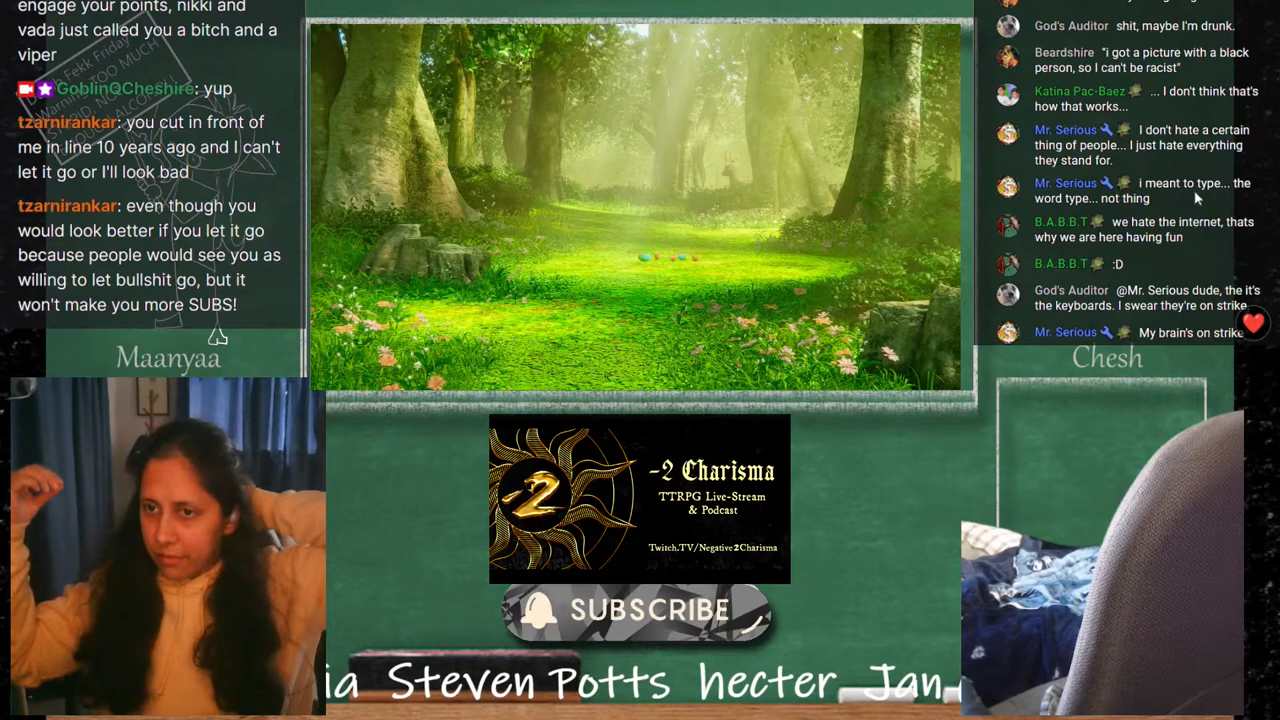 engage your points, nikki and
vada just called you a bitch and a
viper
GoblinQCheshire: yup
tzarnirankar: you cut in front of
me in line 10 years ago and I can't
let it go or I'll look bad
tzarnirankar: even though you
would look better if you let it go
because people would see you as
willing to let bullshit go, but it
won't make you more SUBS!
Maanyaa
God's Auditor shit, maybe I'm drunk.
Beardshire "i got a picture with a black
person, so I can't be racist"
Katina Pac-Baez ... I don't think that's
how that works...
Mr. Serious I don't hate a certain
thing of people... I just hate everything
they stand for.
Mr. Serious i meant to type... the
word type... not thing
B.A.B.B.T we hate the internet, thats
why we are here having fun
B.A.B.B.T :D
God's Auditor @Mr. Serious dude, the it's
the keyboards. I swear they're on strike.
Mr. Serious My brain's on strike
Chesh
-2
-2 Charisma
TTRPG Live-Stream
& Podcast
Twitch.TV/Negative2Charisma
SUBSCRIBE
ia Steven Potts hecter Jan